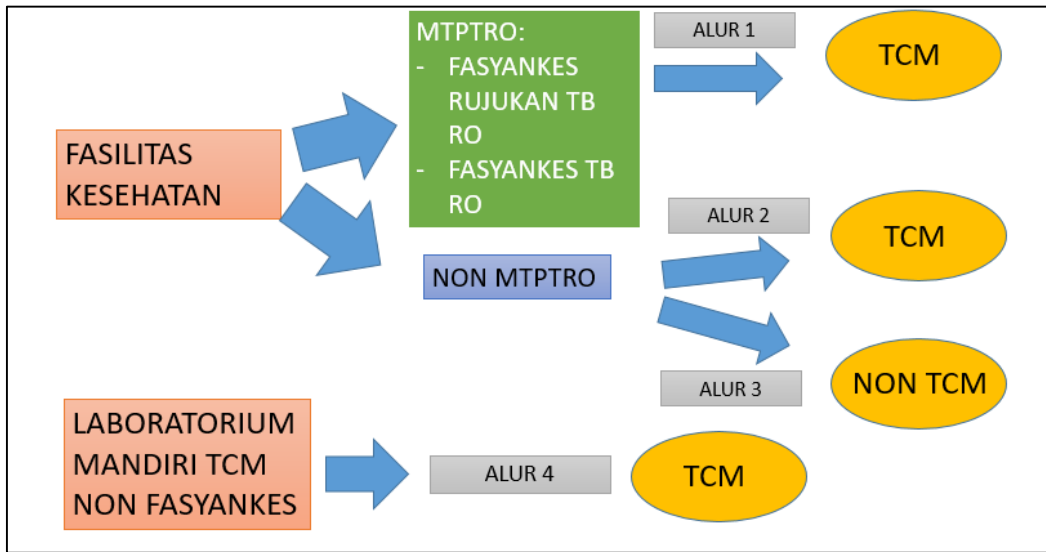 FASILITAS
KESEHATAN
MTPTRO:
- FASYANKES
RUJUKAN TB
RO
- FASYANKES TB
RO
ALUR 1
TCM
NON MTPTRO
ALUR 2
TCM
ALUR 3
NON TCM
LABORATORIUM
MANDIRI TCM
NON FASYANKES
ALUR 4
TCM